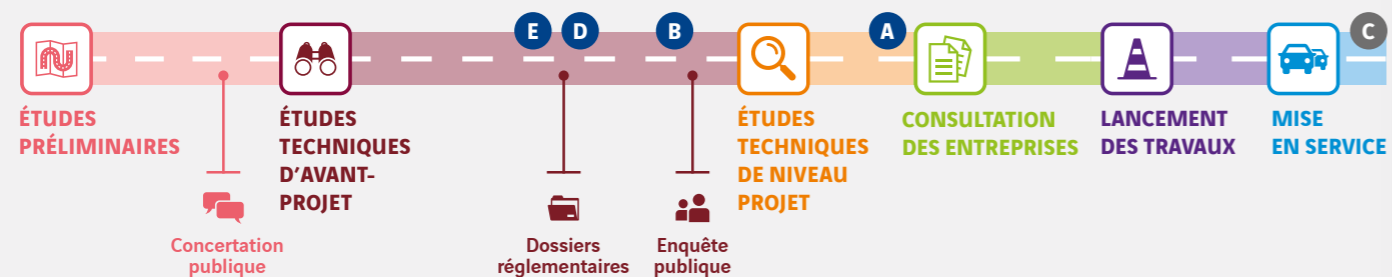 E D B A C
ÉTUDES
PRÉLIMINAIRES
ÉTUDES
TECHNIQUES
D'AVANT-
PROJET
ÉTUDES
TECHNIQUES
DE NIVEAU
PROJET
CONSULTATION
DES ENTREPRISES
LANCEMENT
DES TRAVAUX
MISE
EN SERVICE
Concertation
publique
Dossiers
réglementaires
Enquête
publique